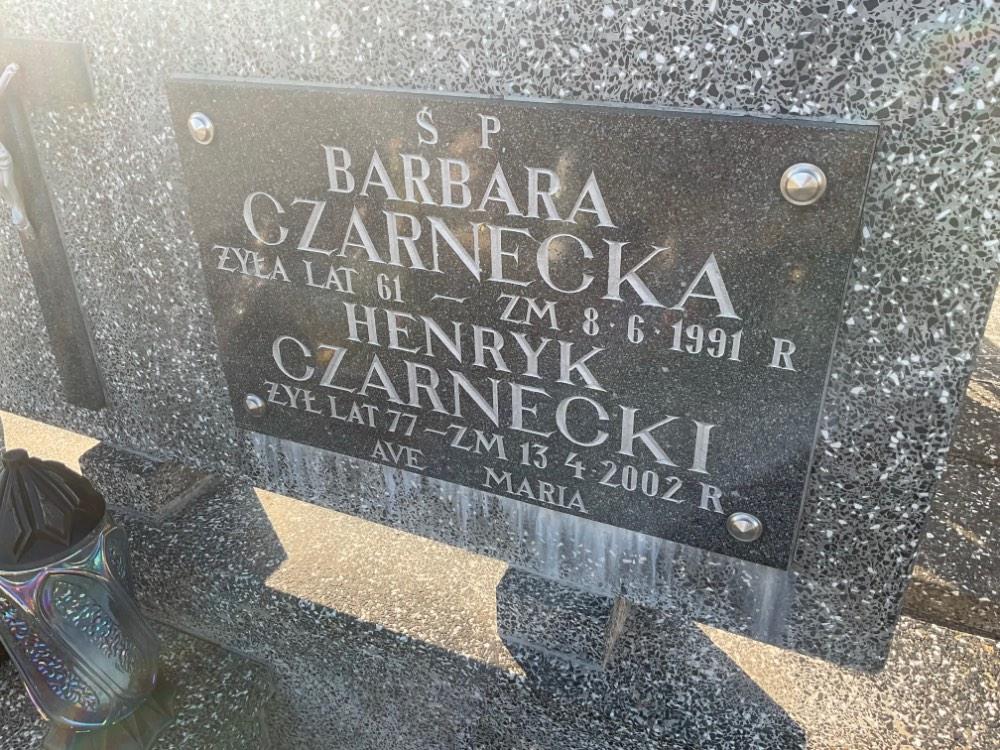 Ś P.
BARBARA
CZARNECKA
ŻYŁA LAT 61 — ZM 8·6·1991 R
HENRYK
CZARNECKI
ŻYŁ LAT 77 — ZM 13·4·2002 R
AVE MARIA